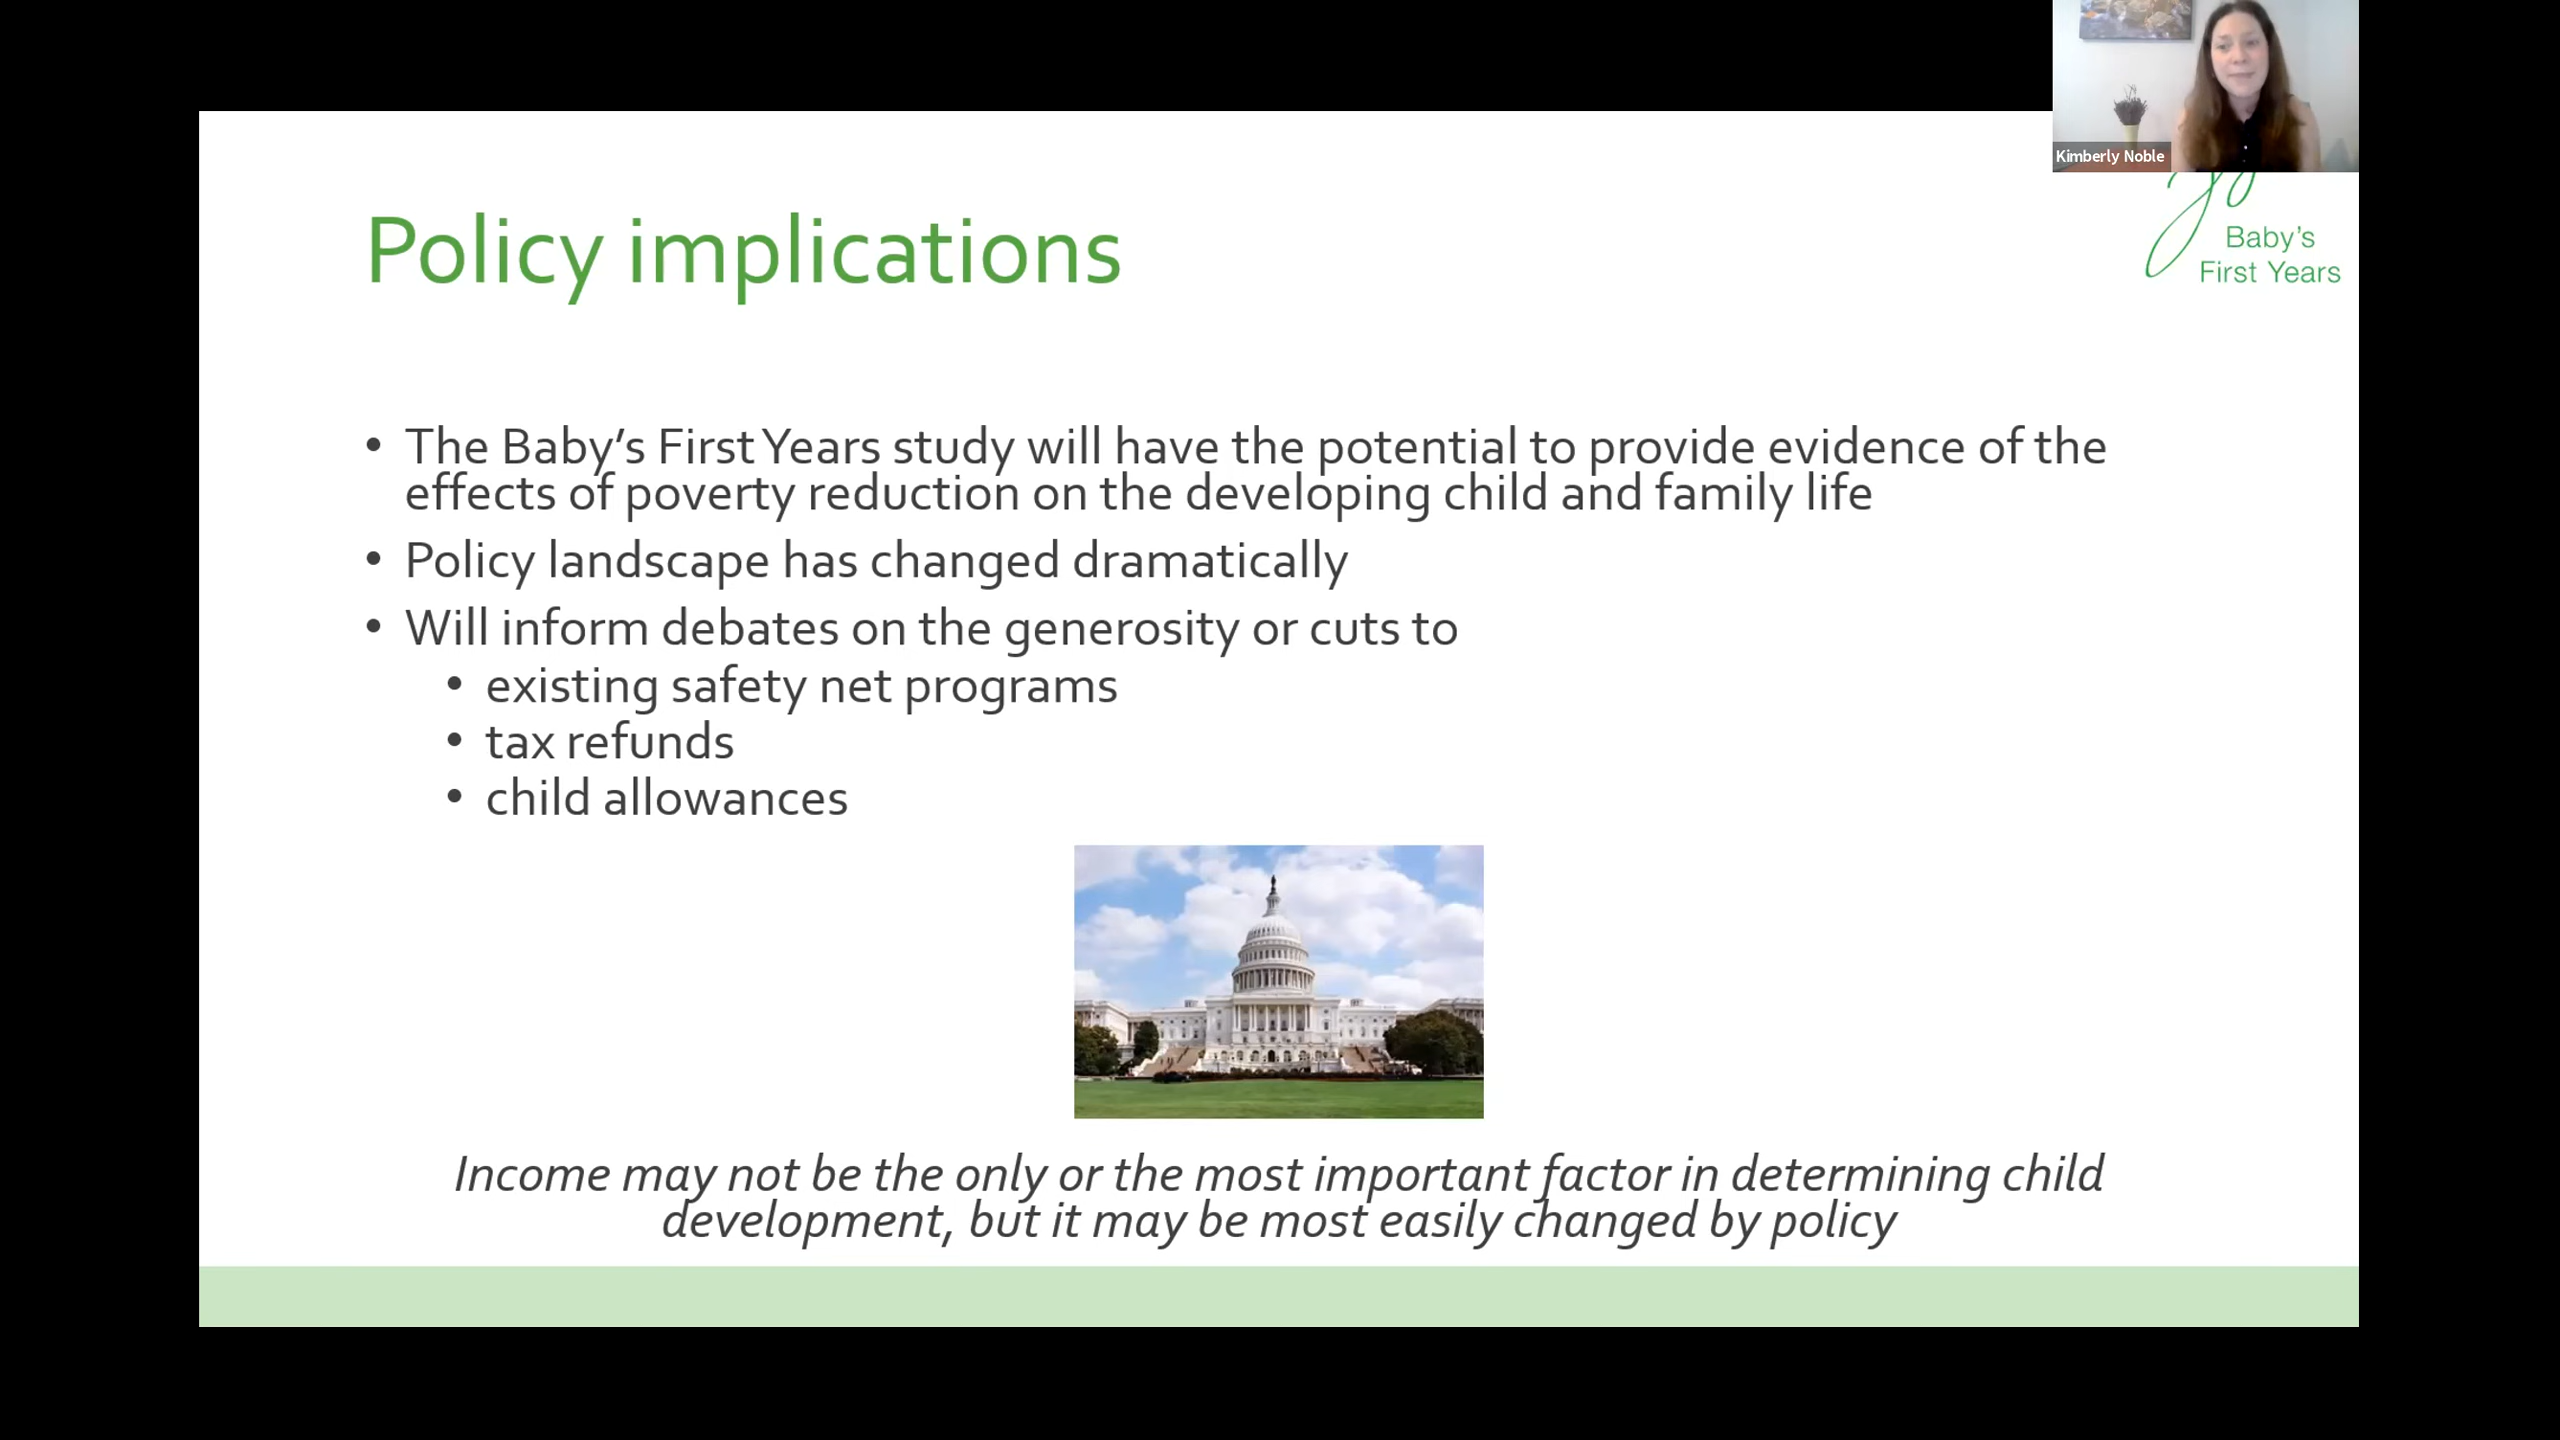 Kimberly Noble
Baby's
First Years
Policy implications
• The Baby’s First Years study will have the potential to provide evidence of the
effects of poverty reduction on the developing child and family life
• Policy landscape has changed dramatically
• Will inform debates on the generosity or cuts to
• existing safety net programs
• tax refunds
• child allowances
Income may not be the only or the most important factor in determining child
development, but it may be most easily changed by policy